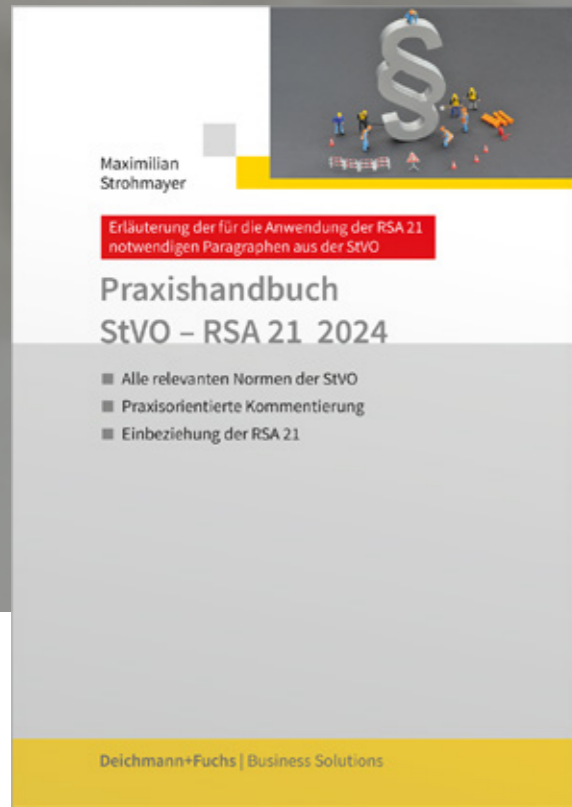 Maximilian
Strohmayer
Erläuterung der für die Anwendung der RSA 21
notwendigen Paragraphen aus der StVO
Praxishandbuch
StVO – RSA 21 2024
Alle relevanten Normen der StVO
Praxisorientierte Kommentierung
Einbeziehung der RSA 21
Deichmann+Fuchs | Business Solutions